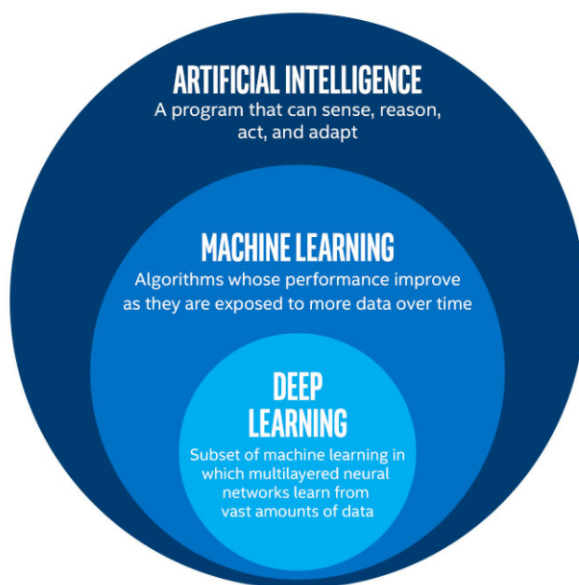 ARTIFICIAL INTELLIGENCE
A program that can sense, reason,
act, and adapt
MACHINE LEARNING
Algorithms whose performance improve
as they are exposed to more data over time
DEEP
LEARNING
Subset of machine learning in
which multilayered neural
networks learn from
vast amounts of data